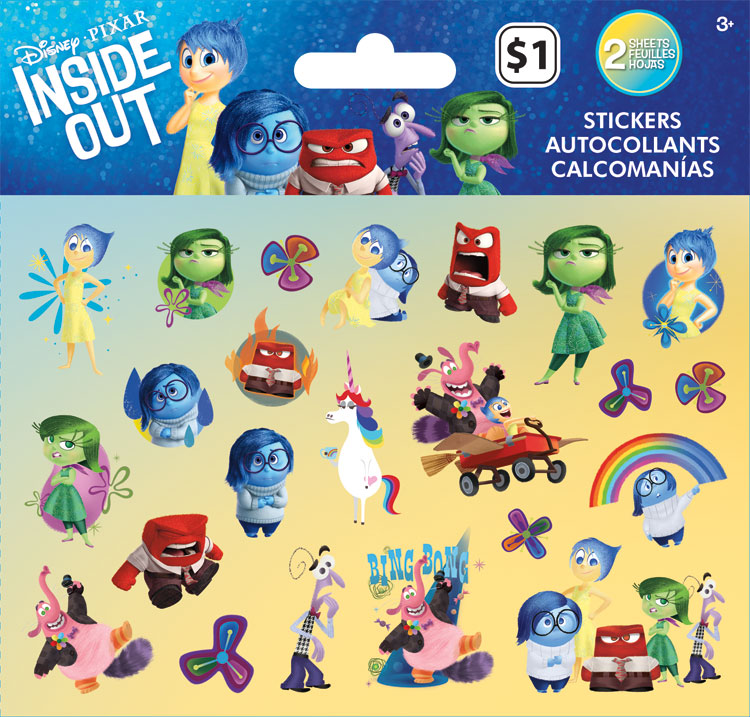 Disney · PIXAR
INSIDE
OUT
$1
2 SHEETS
FEUILLES
HOJAS
3+
STICKERS
AUTOCOLLANTS
CALCOMANÍAS
BING BONG